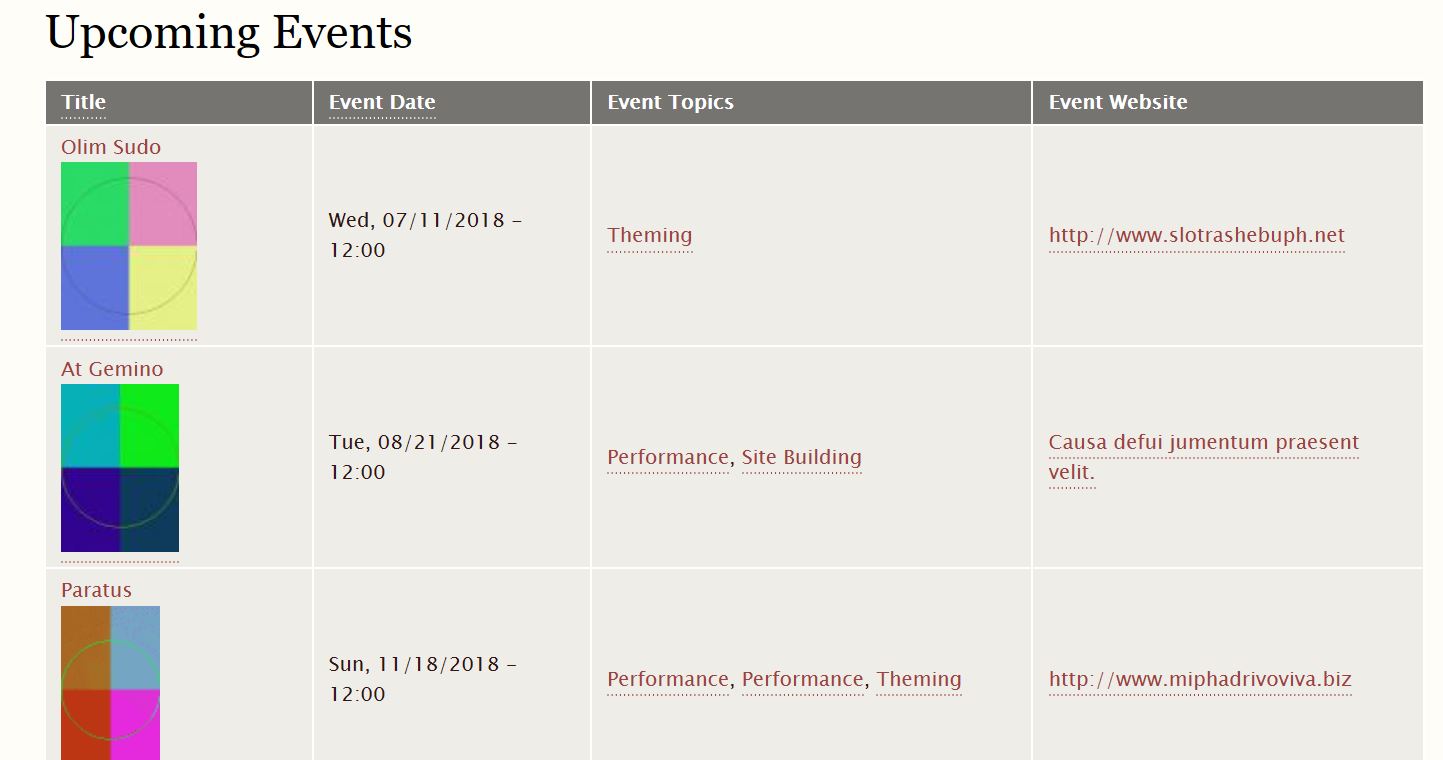 Upcoming Events
Title Event Date Event Topics Event Website
Olim Sudo
Wed, 07/11/2018 -
12:00
Theming
http://www.slotrashebuph.net
At Gemino
Tue, 08/21/2018 -
12:00
Performance, Site Building
Causa defui jumentum praesent
velit.
Paratus
Sun, 11/18/2018 -
12:00
Performance, Performance, Theming
http://www.miphadrivoviva.biz